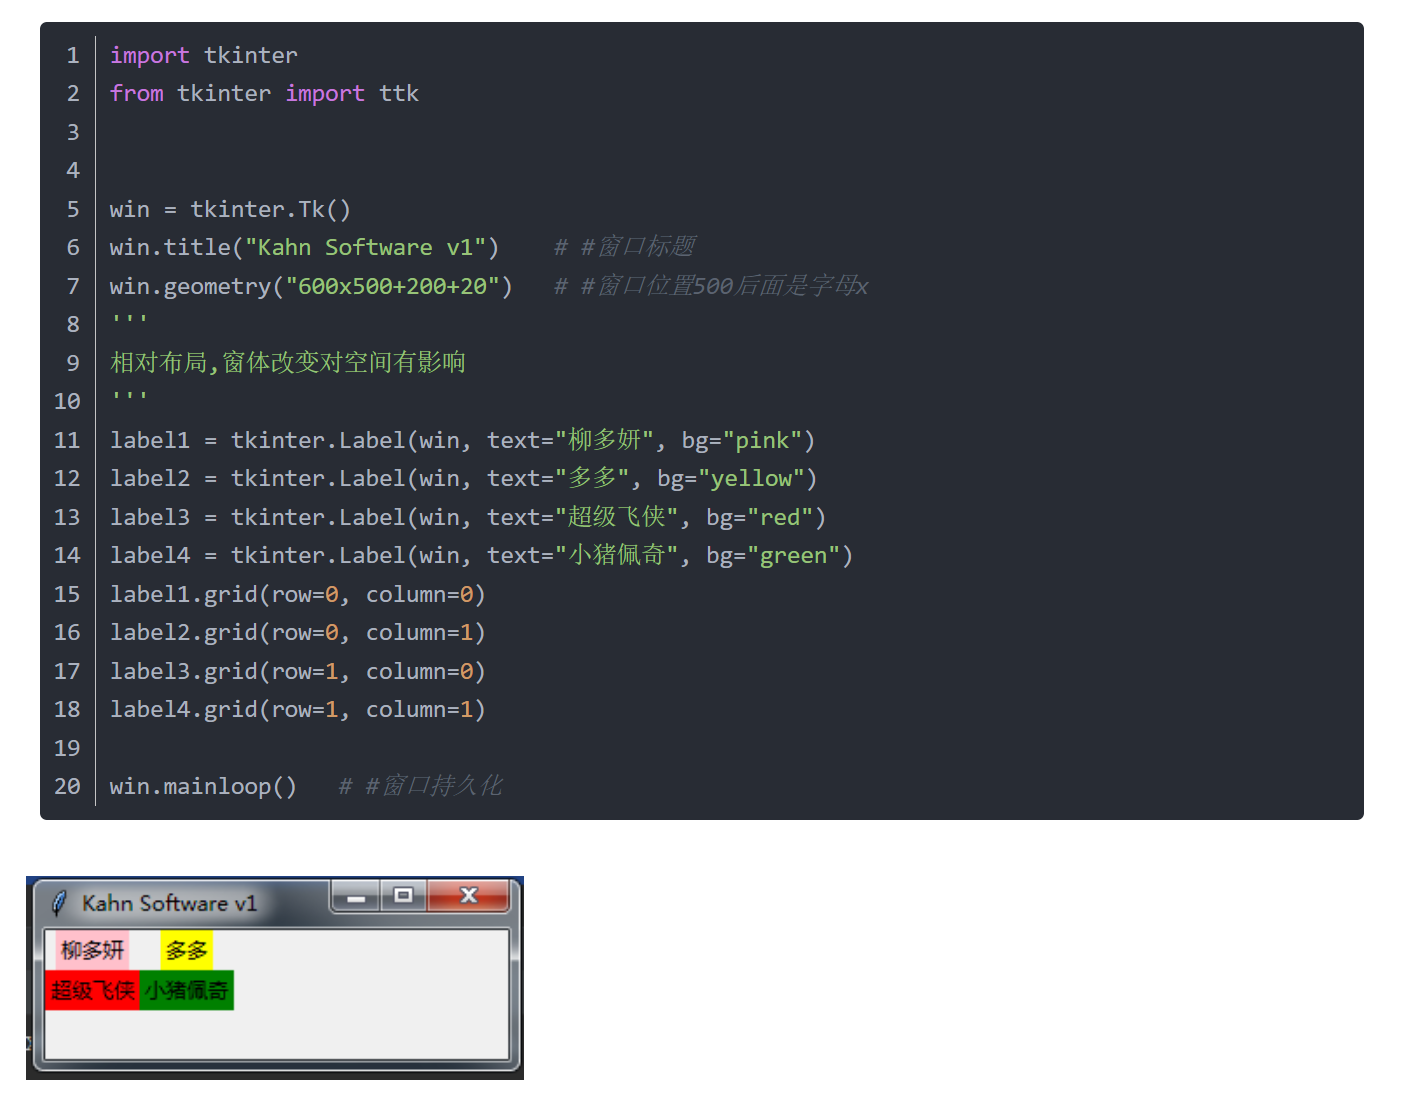 1 import tkinter
2 from tkinter import ttk
3
4
5 win = tkinter.Tk()
6 win.title("Kahn Software v1")    # #窗口标题
7 win.geometry("600x500+200+20")   # #窗口位置500后面是字母x
8 '''
9 相对布局,窗体改变对空间有影响
10 '''
11 label1 = tkinter.Label(win, text="柳多妍", bg="pink")
12 label2 = tkinter.Label(win, text="多多", bg="yellow")
13 label3 = tkinter.Label(win, text="超级飞侠", bg="red")
14 label4 = tkinter.Label(win, text="小猪佩奇", bg="green")
15 label1.grid(row=0, column=0)
16 label2.grid(row=0, column=1)
17 label3.grid(row=1, column=0)
18 label4.grid(row=1, column=1)
19
20 win.mainloop()   # #窗口持久化
Kahn Software v1
柳多妍 多多
超级飞侠 小猪佩奇